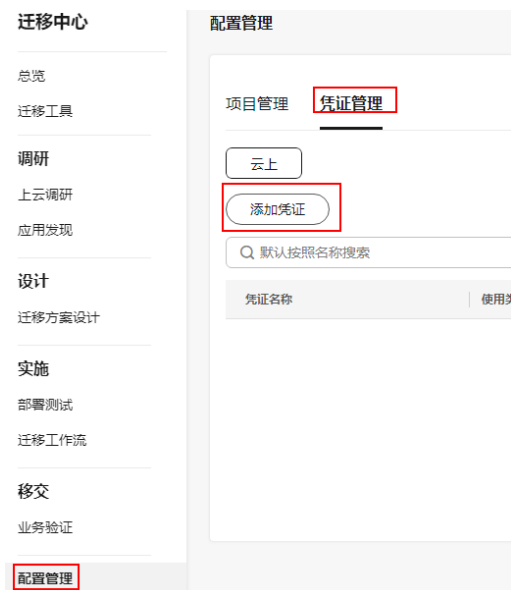 迁移中心
总览
迁移工具
调研
上云调研
应用发现
设计
迁移方案设计
实施
部署测试
迁移工作流
移交
业务验证
配置管理
配置管理
项目管理 凭证管理
云上
添加凭证
默认按照名称搜索
凭证名称 使用